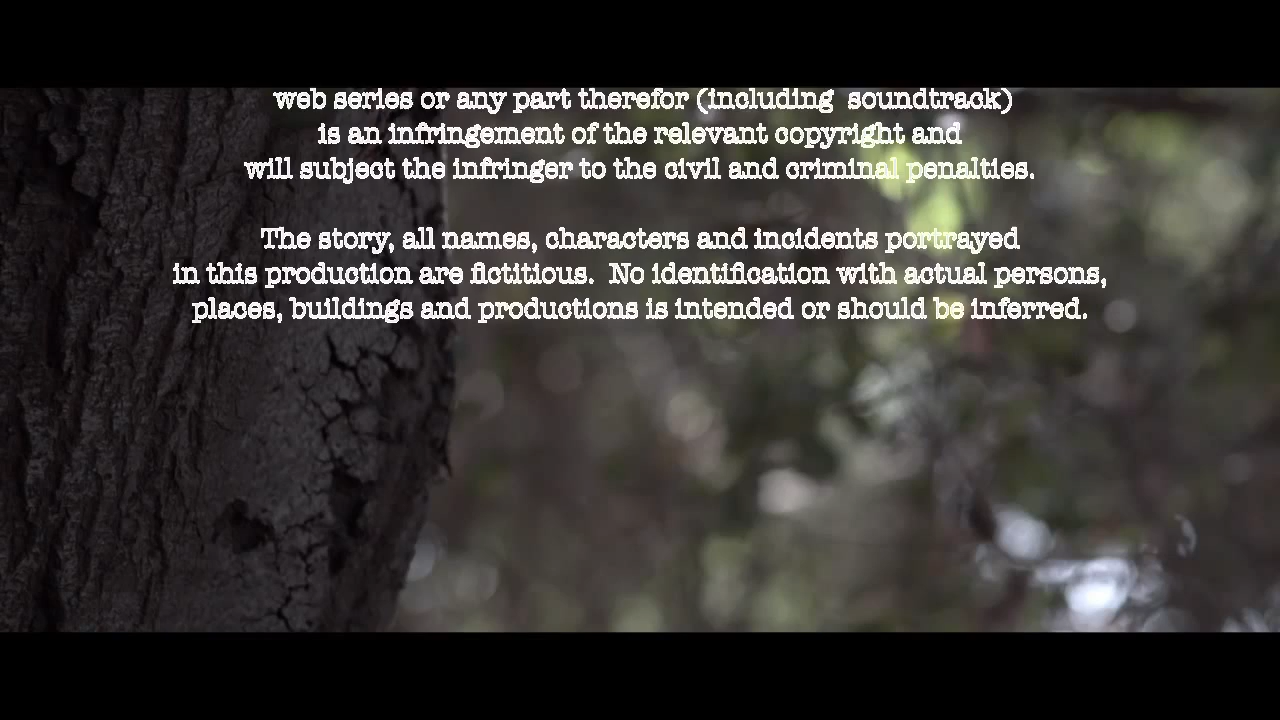 web series or any part therefor (including  soundtrack)
is an infringement of the relevant copyright and
will subject the infringer to the civil and criminal penalties.
The story, all names, characters and incidents portrayed
in this production are fictitious.  No identification with actual persons,
places, buildings and productions is intended or should be inferred.